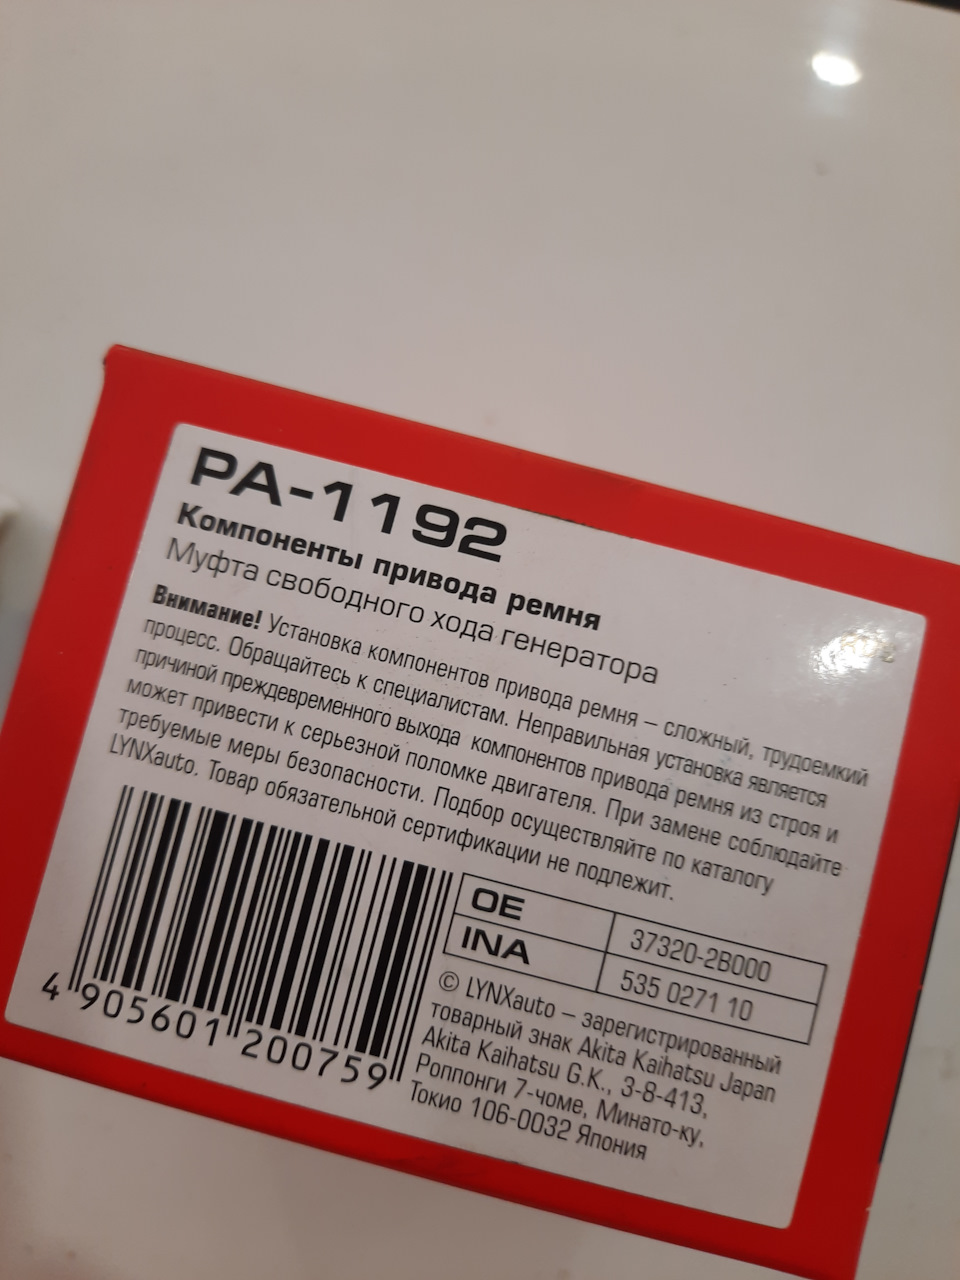 PA-1192
Компоненты привода ремня
Муфта свободного хода генератора
Внимание! Установка компонентов привода ремня – сложный, трудоемкий
процесс. Обращайтесь к специалистам. Неправильная установка является
причиной преждевременного выхода компонентов привода ремня из строя и
может привести к серьезной поломке двигателя. При замене соблюдайте
требуемые меры безопасности. Подбор осуществляйте по каталогу
LYNXauto. Товар обязательной сертификации не подлежит.
OE 37320-2B000
INA 535 0271 10
4 905601 200759
© LYNXauto – зарегистрированный
товарный знак Akita Kaihatsu Japan
Akita Kaihatsu G.K., 3-8-413,
Роппонги 7-чоме, Минато-ку,
Токио 106-0032 Япония